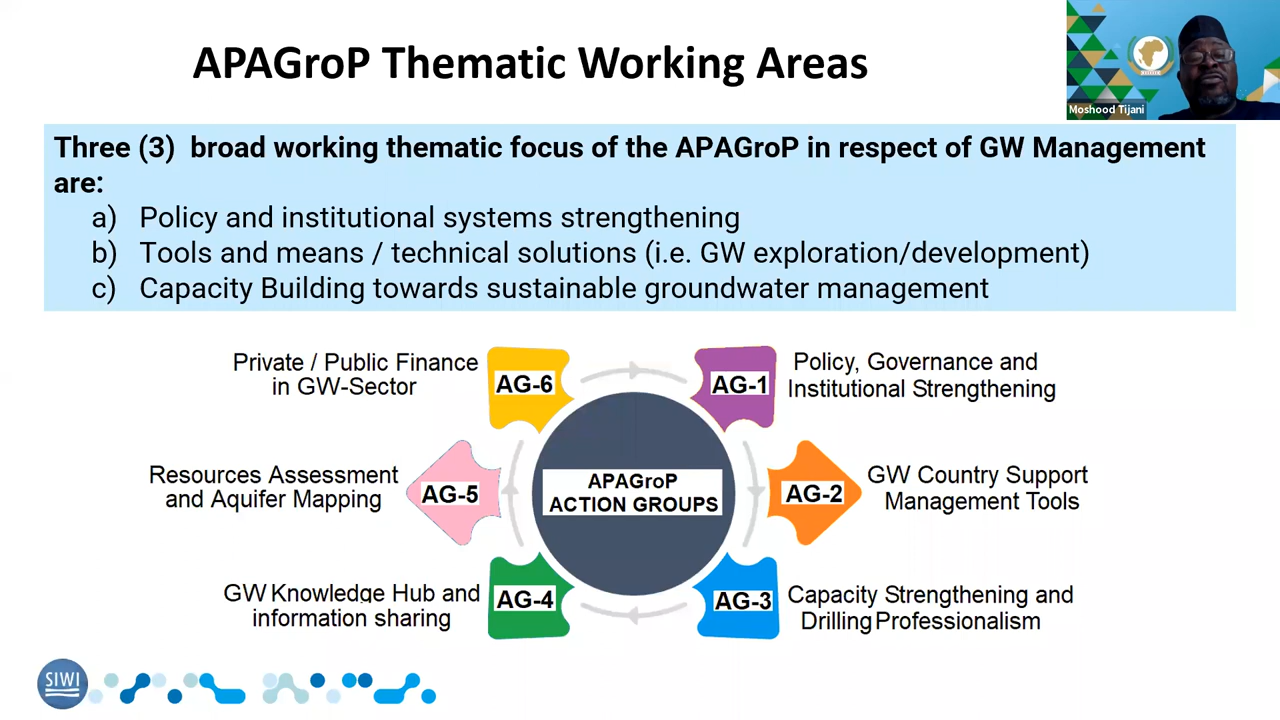 APAGroP Thematic Working Areas
Moshood Tijani
Three (3) broad working thematic focus of the APAGroP in respect of GW Management
are:
a) Policy and institutional systems strengthening
b) Tools and means / technical solutions (i.e. GW exploration/development)
c) Capacity Building towards sustainable groundwater management
Private / Public Finance
in GW-Sector
AG-6
AG-1
Policy, Governance and
Institutional Strengthening
Resources Assessment
and Aquifer Mapping
AG-5
APAGroP
ACTION GROUPS
AG-2
GW Country Support
Management Tools
GW Knowledge Hub and
information sharing
AG-4
AG-3
Capacity Strengthening and
Drilling Professionalism
SIWI